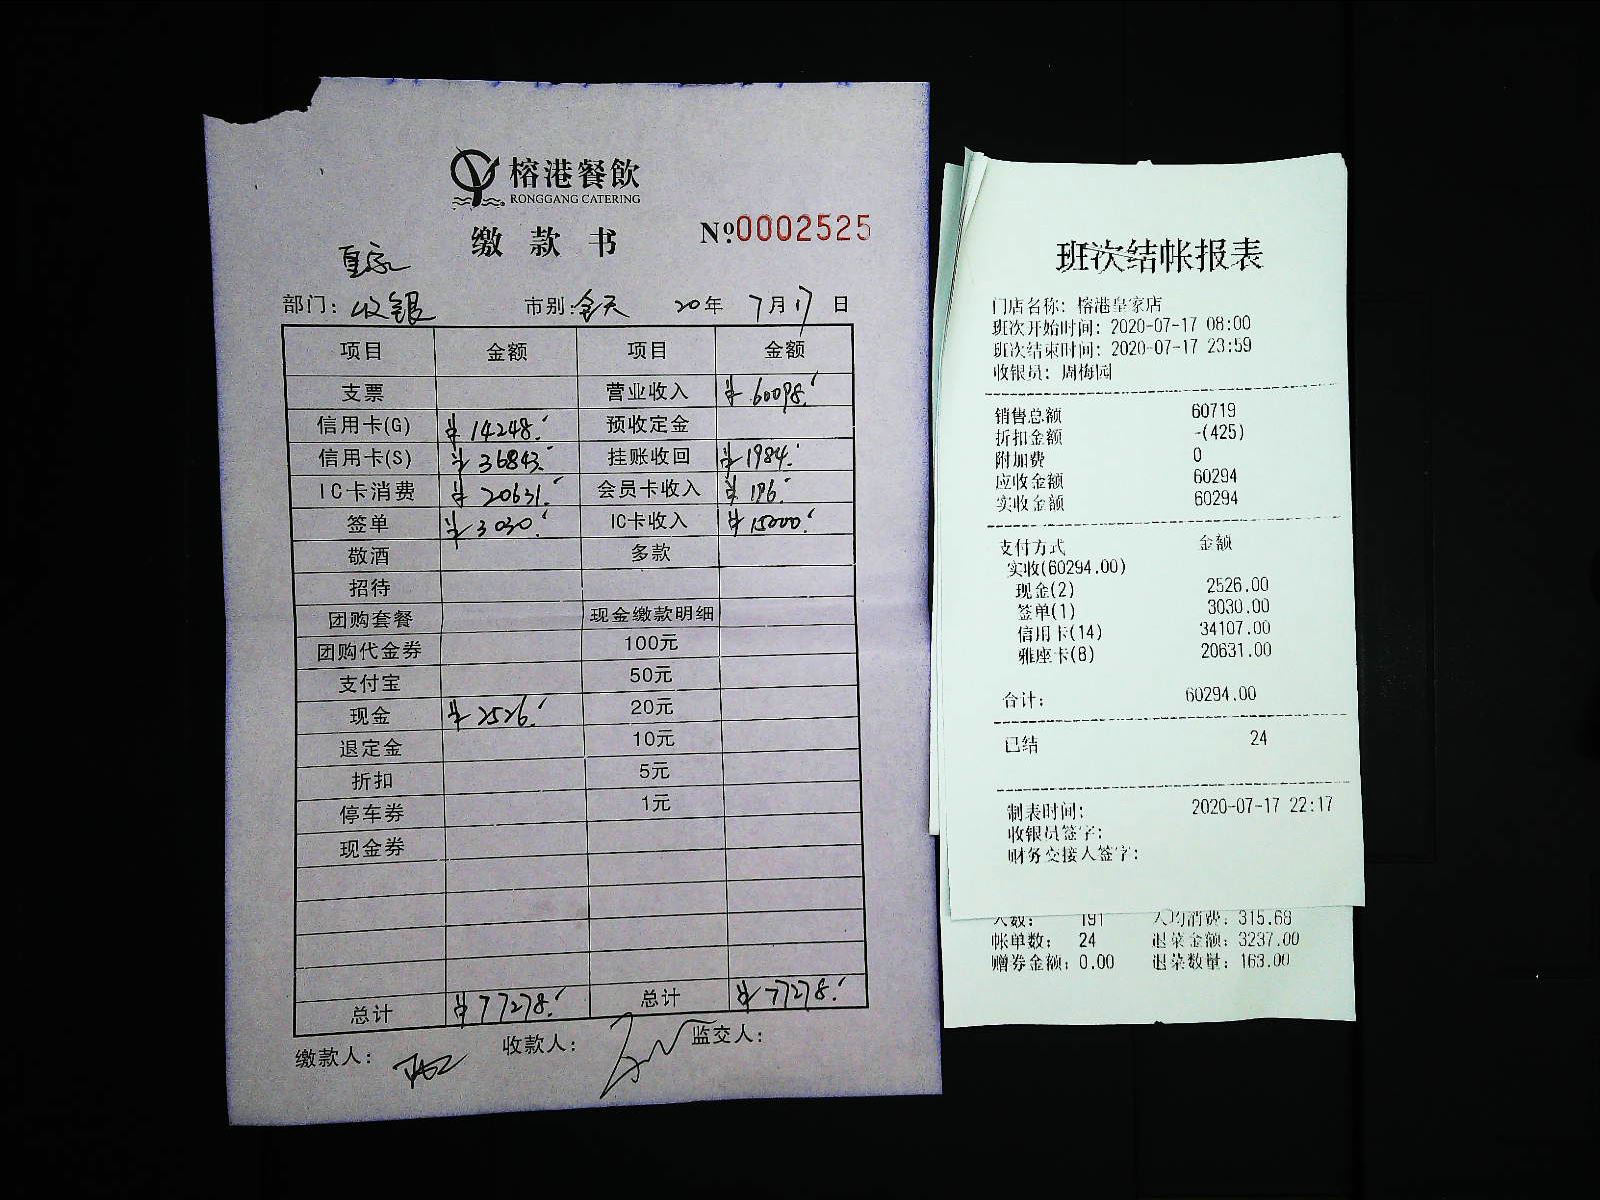 榕港餐飲
RONGGANG CATERING
缴款书 №0002525
皇家
部门：收银 市别：全天 20年 7月17日
项目 金额 项目 金额
支票 营业收入 ¥60098.
信用卡(G) ¥14248. 预收定金
信用卡(S) ¥36843. 挂账收回 ¥1984.
IC卡消费 ¥20631. 会员卡收入 ¥196.
签单 ¥3030. IC卡收入 ¥15000.
敬酒 多款
招待
团购套餐 现金缴款明细
团购代金券 100元
支付宝 50元
现金 ¥2526. 20元
退定金 10元
折扣 5元
停车券 1元
现金券
总计 ¥77278. 总计 ¥77278.
缴款人： 收款人： 监交人：
班次结帐报表
门店名称: 榕港皇家店
班次开始时间: 2020-07-17 08:00
班次结束时间: 2020-07-17 23:59
收银员: 周梅园
销售总额 60719
折扣金额 -(425)
附加费 0
应收金额 60294
实收金额 60294
支付方式 金额
实收(60294.00)
现金(2) 2526.00
签单(1) 3030.00
信用卡(14) 34107.00
雅座卡(8) 20631.00
合计: 60294.00
已结 24
制表时间: 2020-07-17 22:17
收银员签字:
财务交接人签字:
人数: 191 人均消费: 315.68
帐单数: 24 退菜金额: 3237.00
赠券金额: 0.00 退菜数量: 163.00